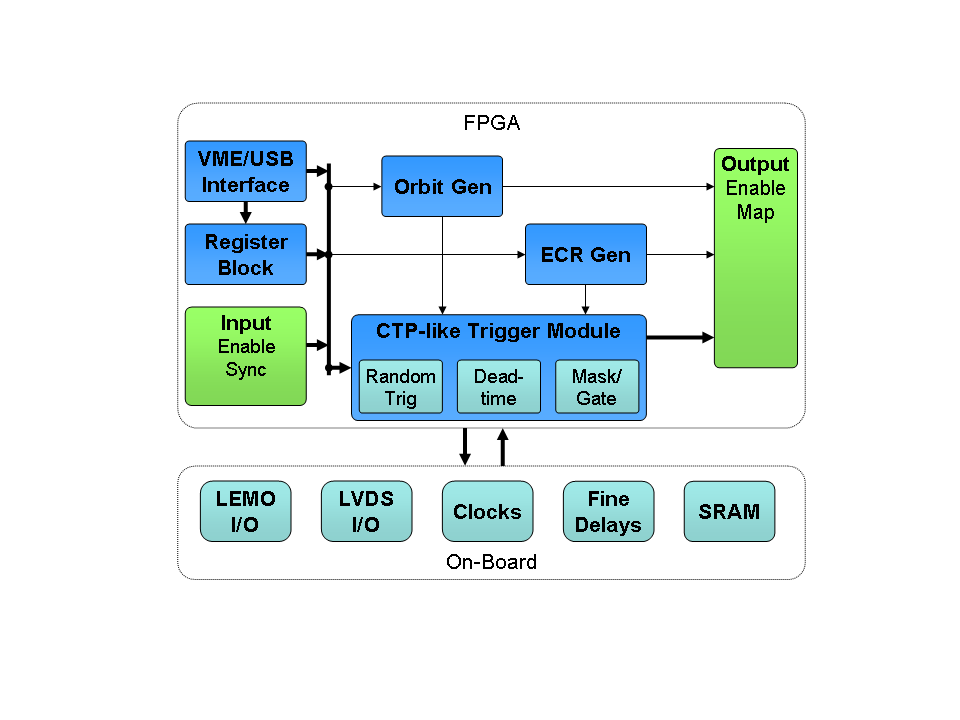 FPGA
VME/USB
Interface
Register
Block
Input
Enable
Sync
Orbit Gen
ECR Gen
CTP-like Trigger Module
Random
Trig
Dead-
time
Mask/
Gate
Output
Enable
Map
LEMO
I/O
LVDS
I/O
Clocks
Fine
Delays
SRAM
On-Board